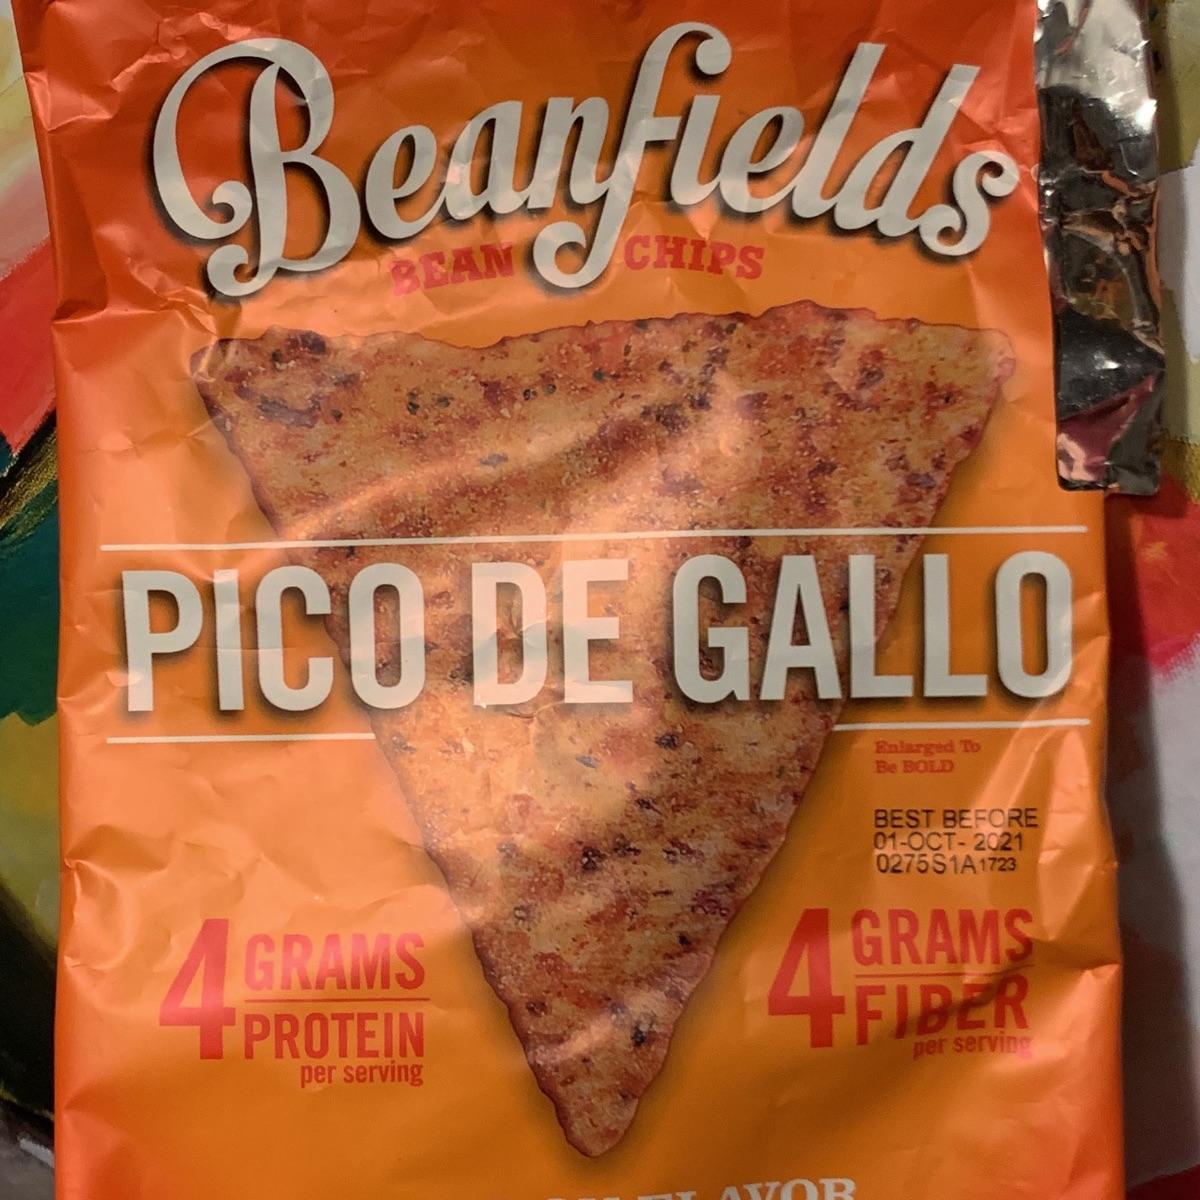 Beanfields
BEAN CHIPS
PICO DE GALLO
Enlarged To
Be BOLD
BEST BEFORE
01-OCT- 2021
0275S1A1723
4 GRAMS
PROTEIN
per serving
4 GRAMS
FIBER
per serving
FLAVOR